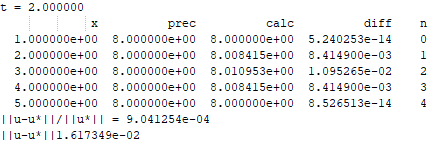 t = 2.000000
x prec calc diff n
1.000000e+00 8.000000e+00 8.000000e+00 5.240253e-14 0
2.000000e+00 8.000000e+00 8.008415e+00 8.414900e-03 1
3.000000e+00 8.000000e+00 8.010953e+00 1.095265e-02 2
4.000000e+00 8.000000e+00 8.008415e+00 8.414900e-03 3
5.000000e+00 8.000000e+00 8.000000e+00 8.526513e-14 4
||u-u*||/||u*|| = 9.041254e-04
||u-u*||1.617349e-02